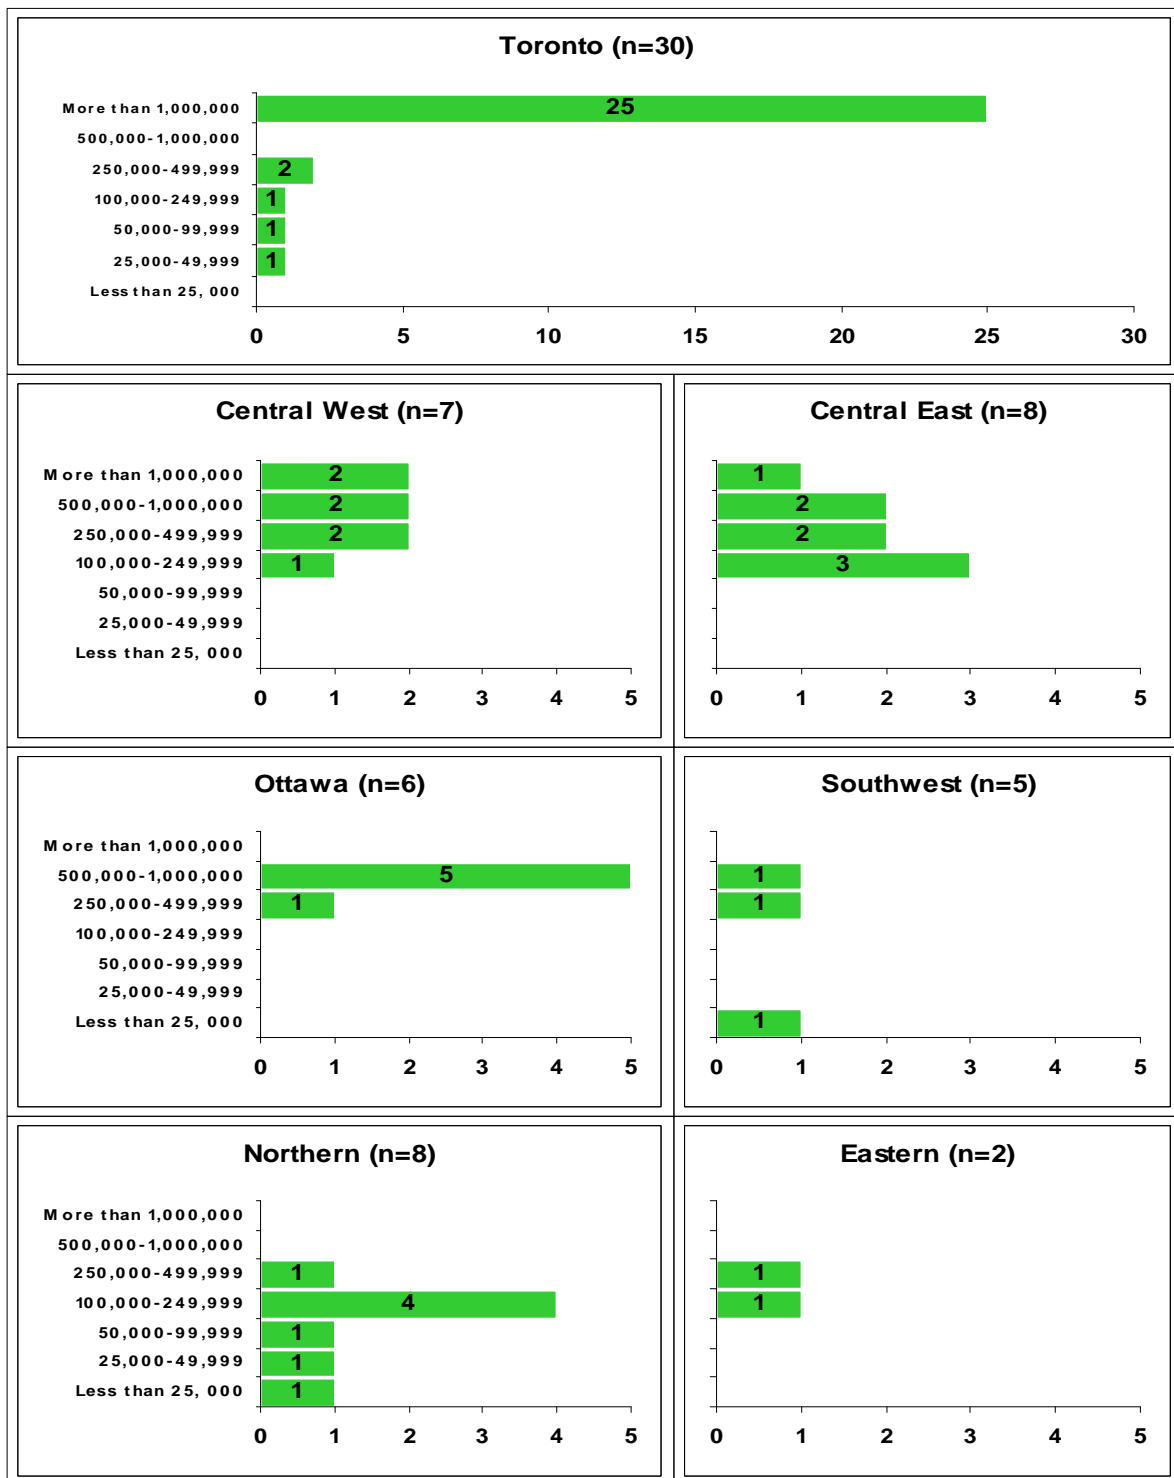 Toronto (n=30)
More than 1,000,000
25
500,000-1,000,000
250,000-499,999
2
100,000-249,999
1
50,000-99,999
1
25,000-49,999
1
Less than 25, 000
0 5 10 15 20 25 30
Central West (n=7)
More than 1,000,000
2
500,000-1,000,000
2
250,000-499,999
2
100,000-249,999
1
50,000-99,999
25,000-49,999
Less than 25, 000
0 1 2 3 4 5
Central East (n=8)
1
2
2
3
0 1 2 3 4 5
Ottawa (n=6)
More than 1,000,000
500,000-1,000,000
5
250,000-499,999
1
100,000-249,999
50,000-99,999
25,000-49,999
Less than 25, 000
0 1 2 3 4 5
Southwest (n=5)
1
1
1
0 1 2 3 4 5
Northern (n=8)
More than 1,000,000
500,000-1,000,000
250,000-499,999
1
100,000-249,999
4
50,000-99,999
1
25,000-49,999
1
Less than 25, 000
1
0 1 2 3 4 5
Eastern (n=2)
1
1
0 1 2 3 4 5